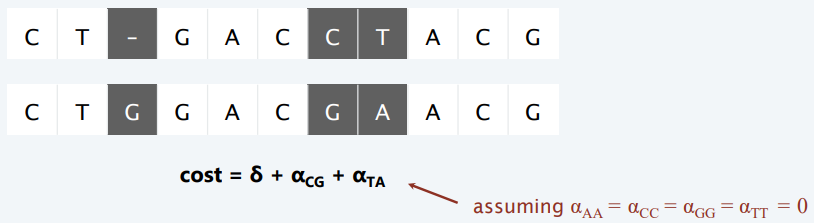 C T – G A C C T A C G
C T G G A C G A A C G
cost = δ + αCG + αTA
assuming αAA = αCC = αGG = αTT = 0